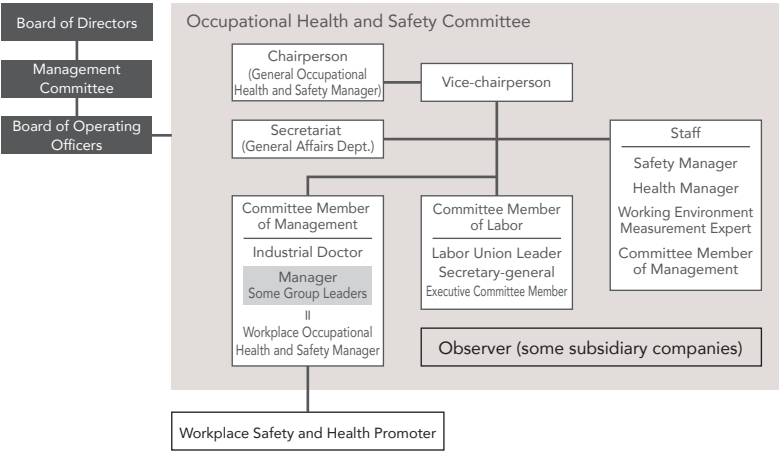 Board of Directors
Management
Committee
Board of Operating
Officers
Occupational Health and Safety Committee
Chairperson
(General Occupational
Health and Safety Manager)
Vice-chairperson
Secretariat
(General Affairs Dept.)
Staff
Safety Manager
Health Manager
Working Environment
Measurement Expert
Committee Member
of Management
Committee Member
of Management
Industrial Doctor
Manager
Some Group Leaders
=
Workplace Occupational
Health and Safety Manager
Committee Member
of Labor
Labor Union Leader
Secretary-general
Executive Committee Member
Observer (some subsidiary companies)
Workplace Safety and Health Promoter